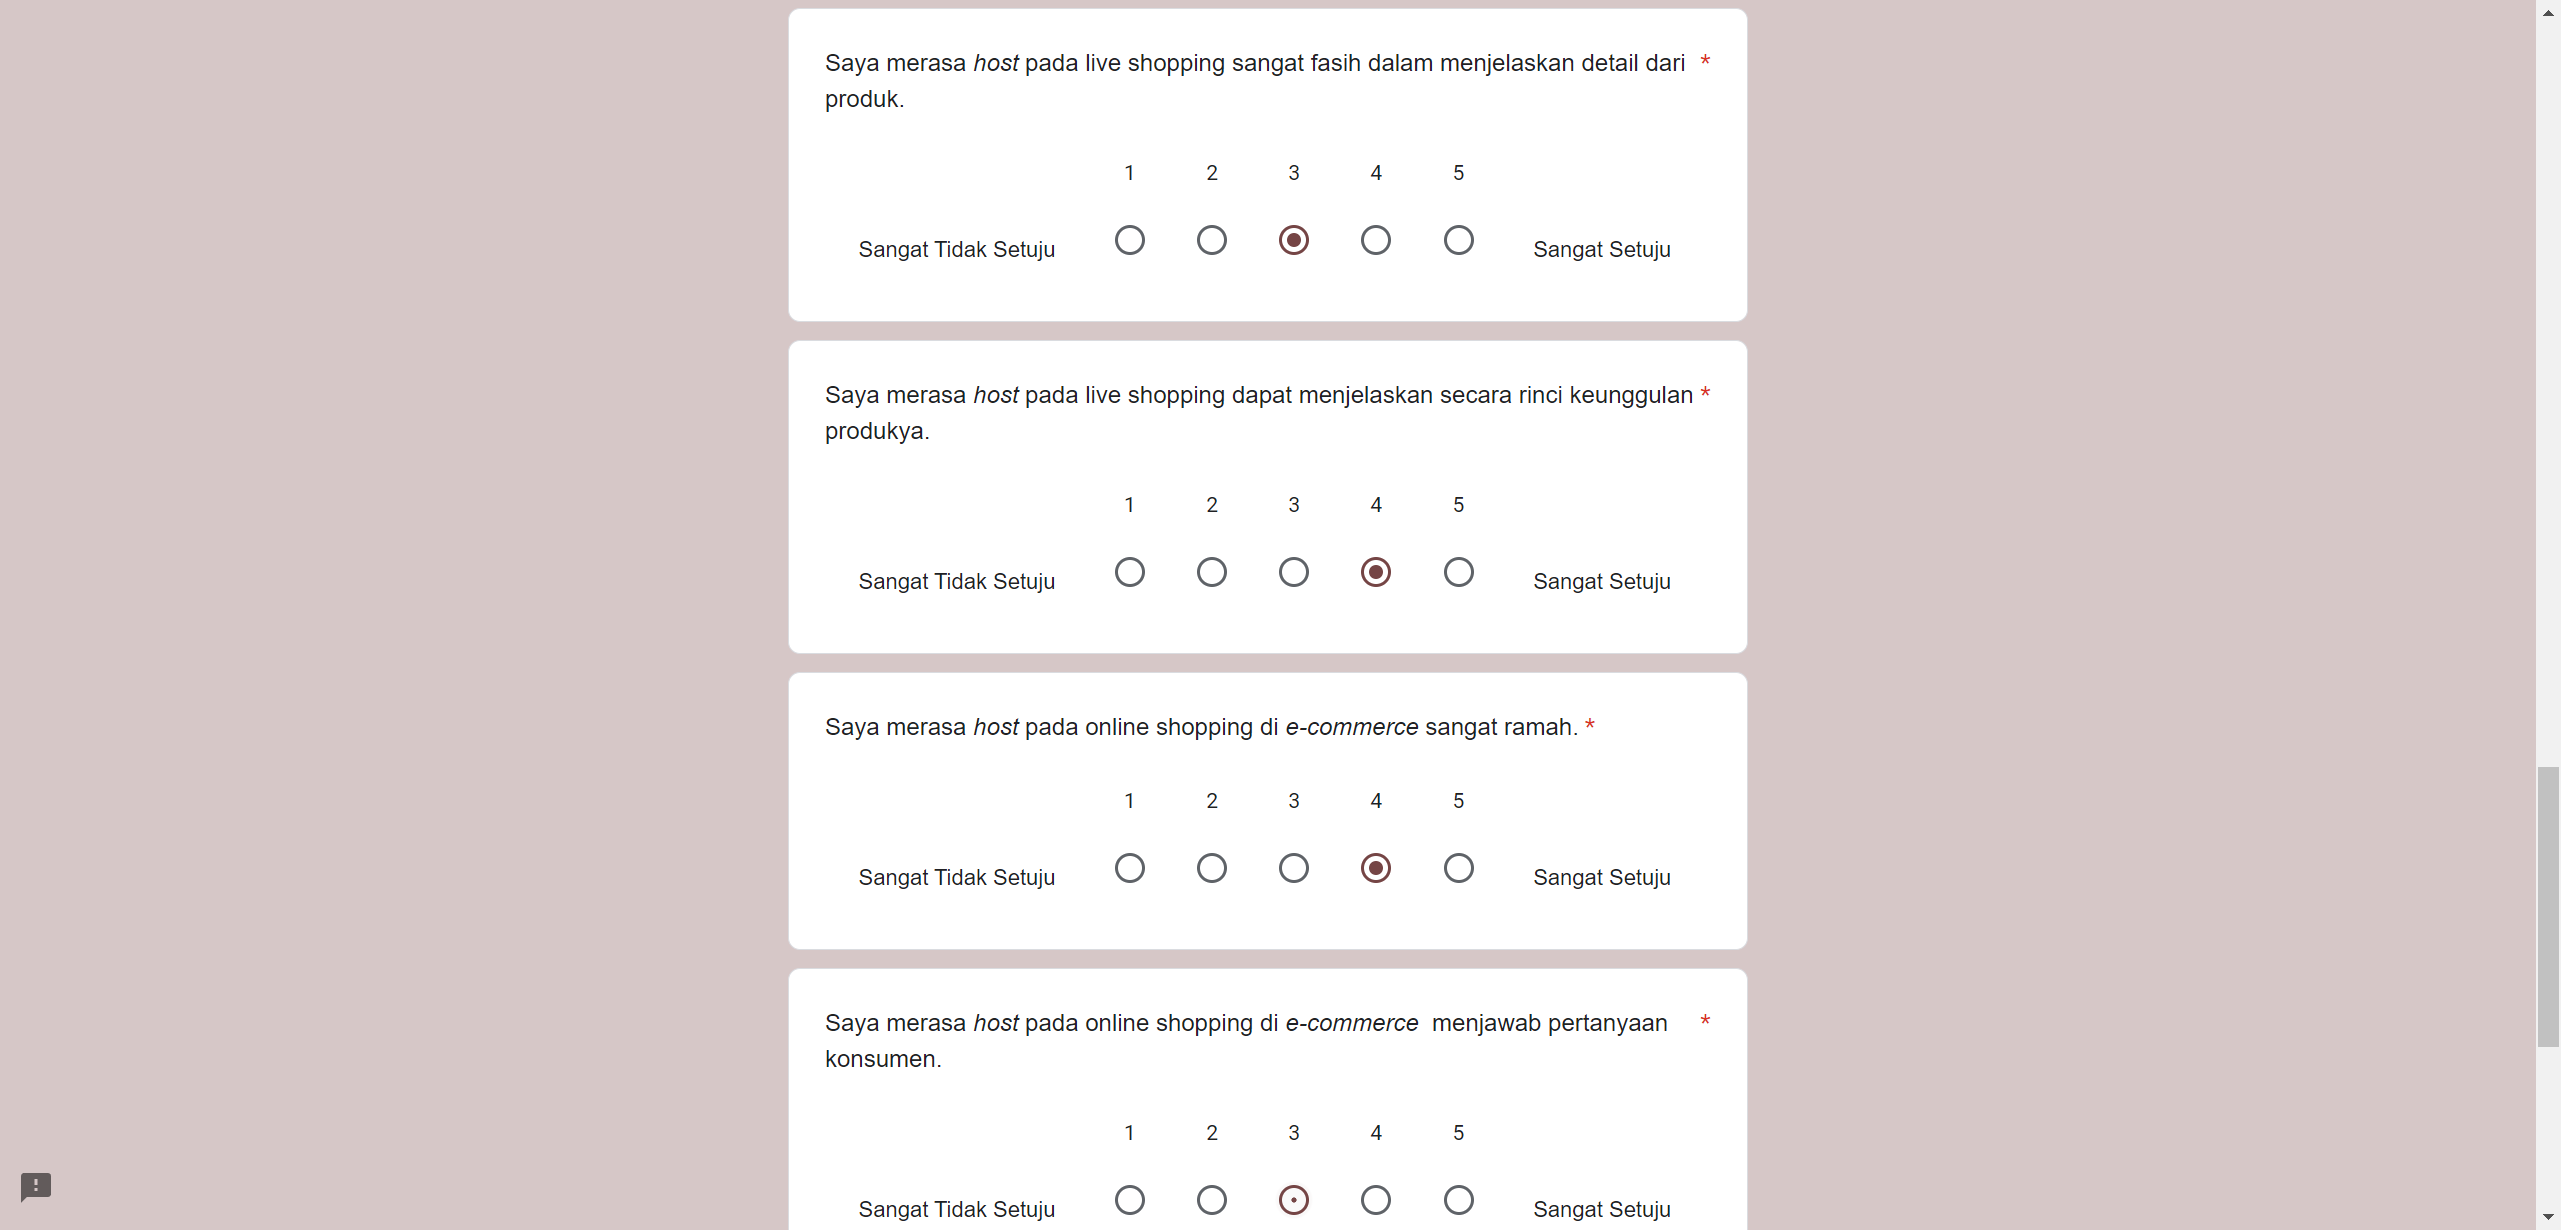 Saya merasa host pada live shopping sangat fasih dalam menjelaskan detail dari *
produk.
1 2 3 4 5
Sangat Tidak Setuju Sangat Setuju
Saya merasa host pada live shopping dapat menjelaskan secara rinci keunggulan *
produkya.
1 2 3 4 5
Sangat Tidak Setuju Sangat Setuju
Saya merasa host pada online shopping di e-commerce sangat ramah. *
1 2 3 4 5
Sangat Tidak Setuju Sangat Setuju
Saya merasa host pada online shopping di e-commerce  menjawab pertanyaan *
konsumen.
1 2 3 4 5
Sangat Tidak Setuju Sangat Setuju